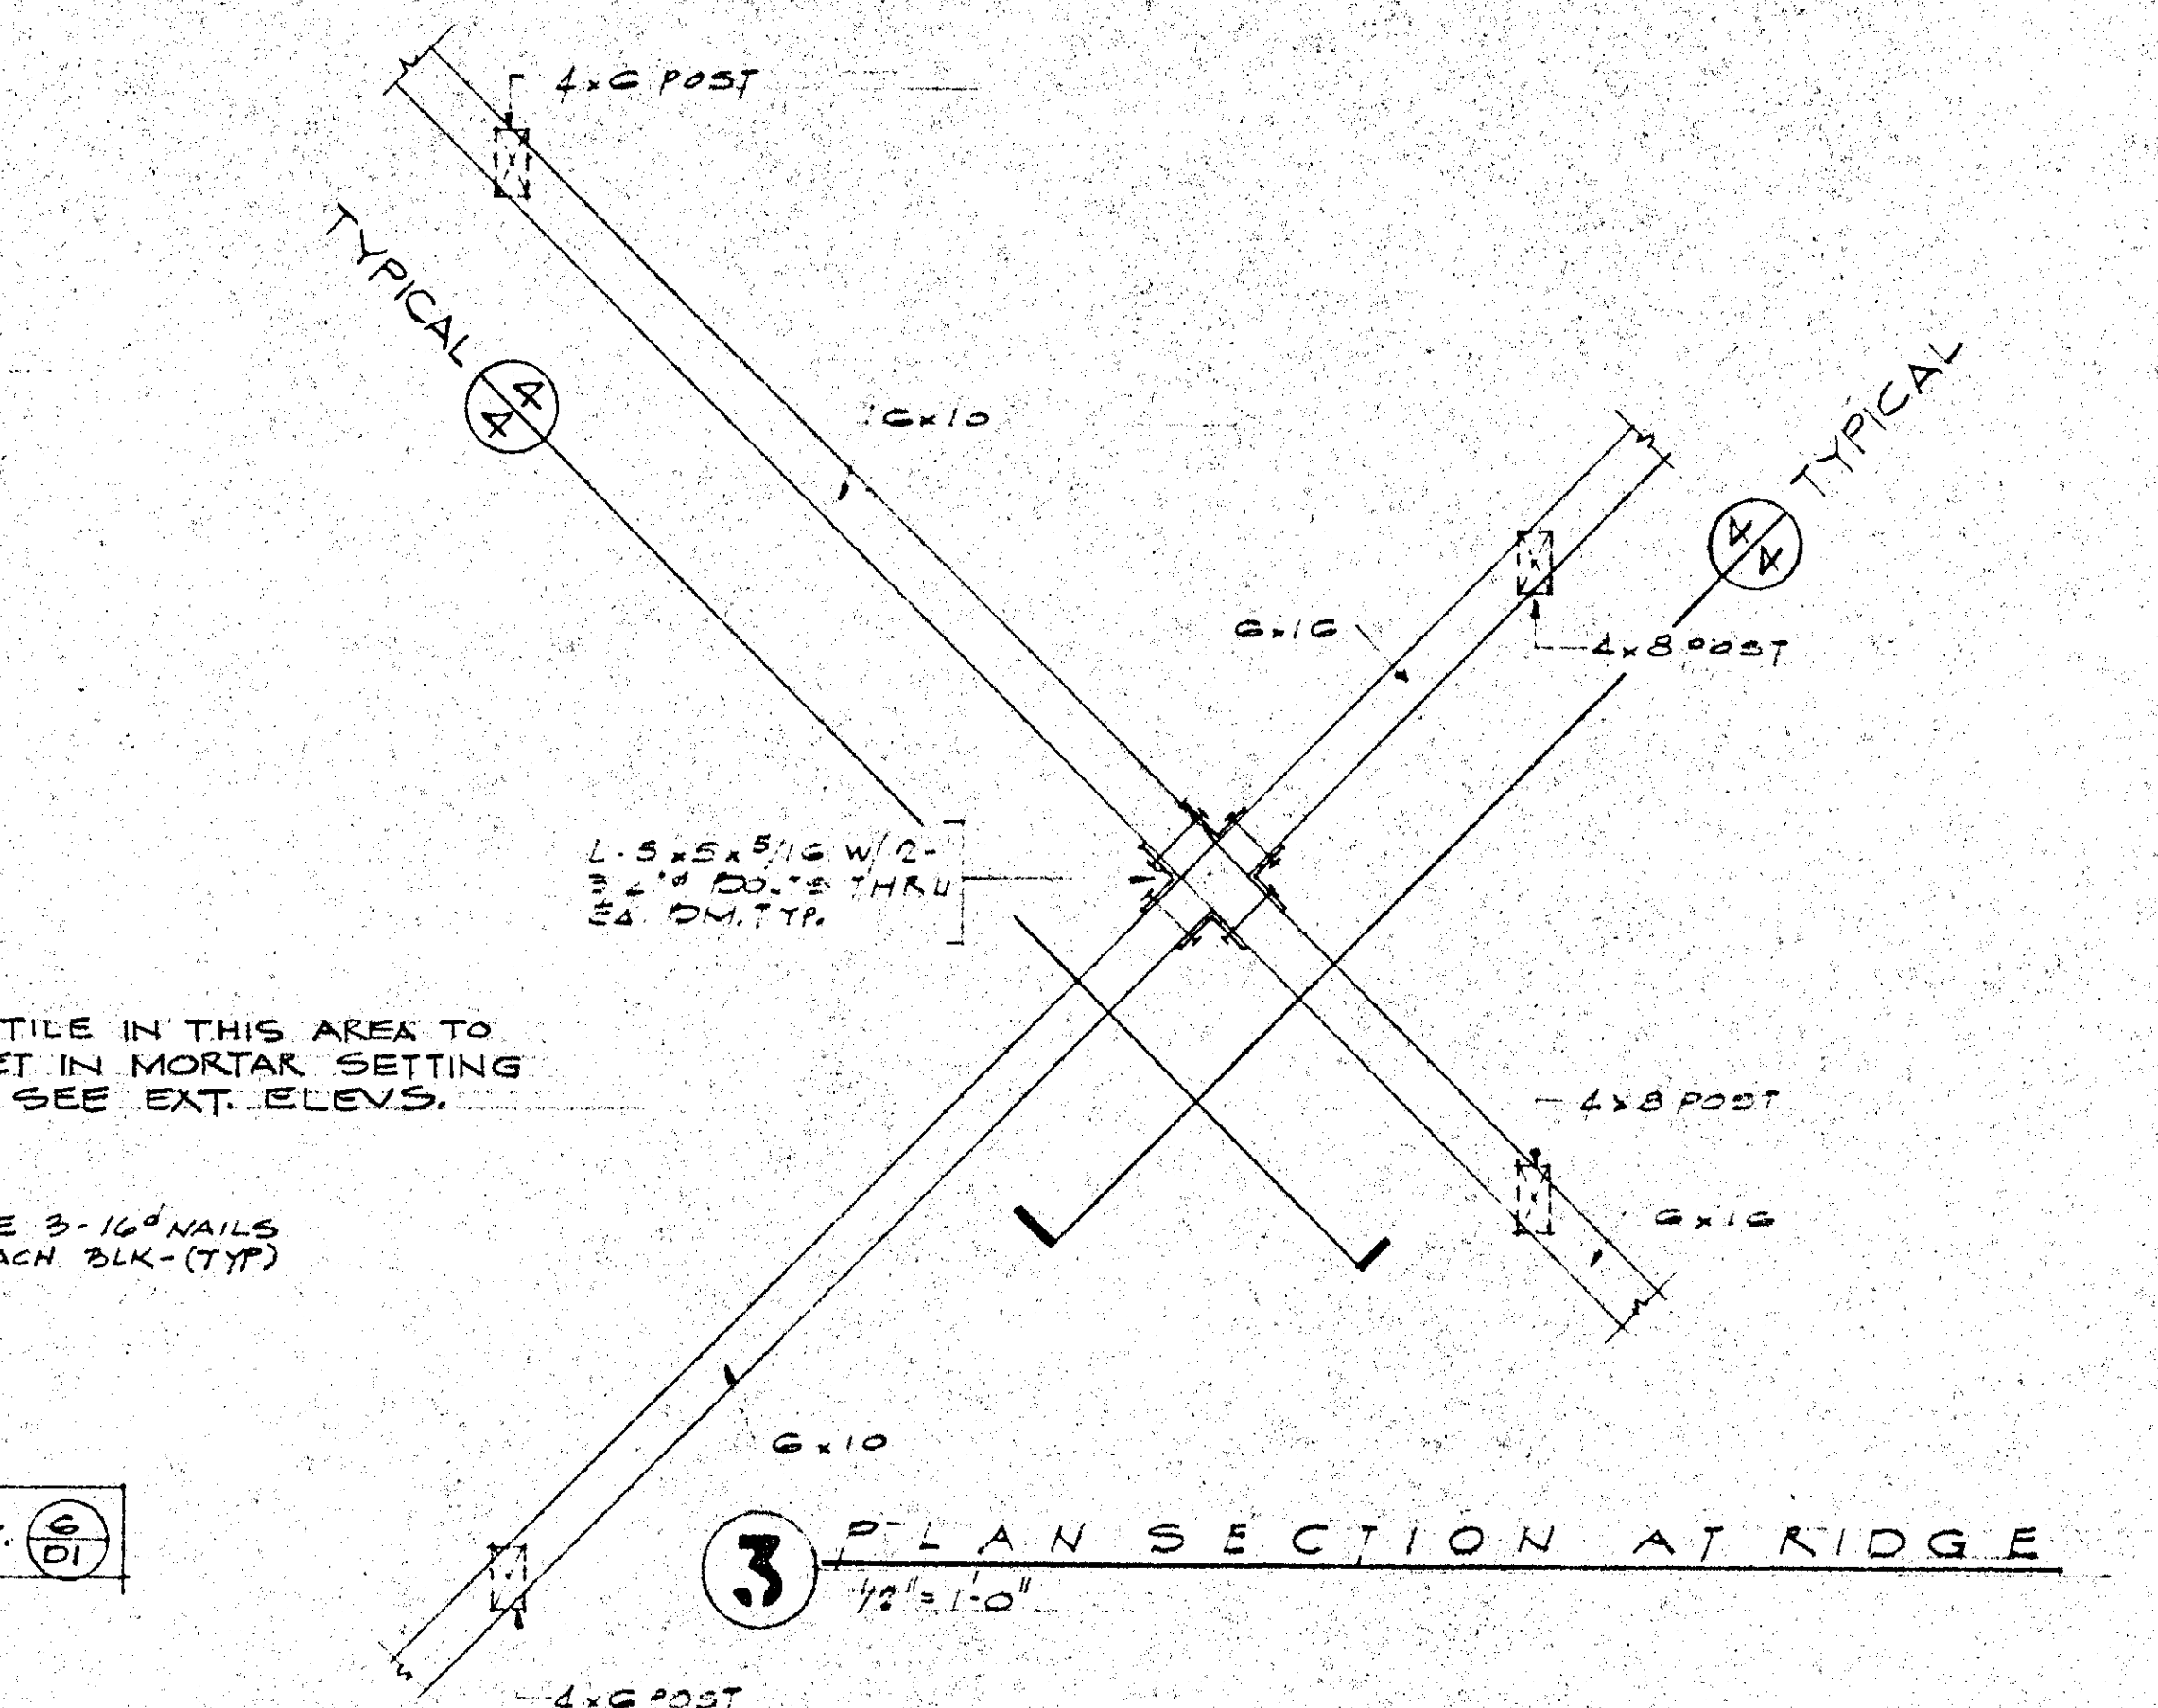 4x6 POST
TYPICAL
4
4
6x10
TYPICAL
4
4
6x16
4x8 POST
L-5x5x5/16 W/2-
THRU
EA. BM. TYP.
TILE IN THIS AREA TO
IN MORTAR SETTING
SEE EXT. ELEVS.
4x8 POST
3-16d NAILS
BLK-(TYP)
6x16
6x10
6
D1
3 PLAN SECTION AT RIDGE
1/2"=1'-0"
4x6 POST